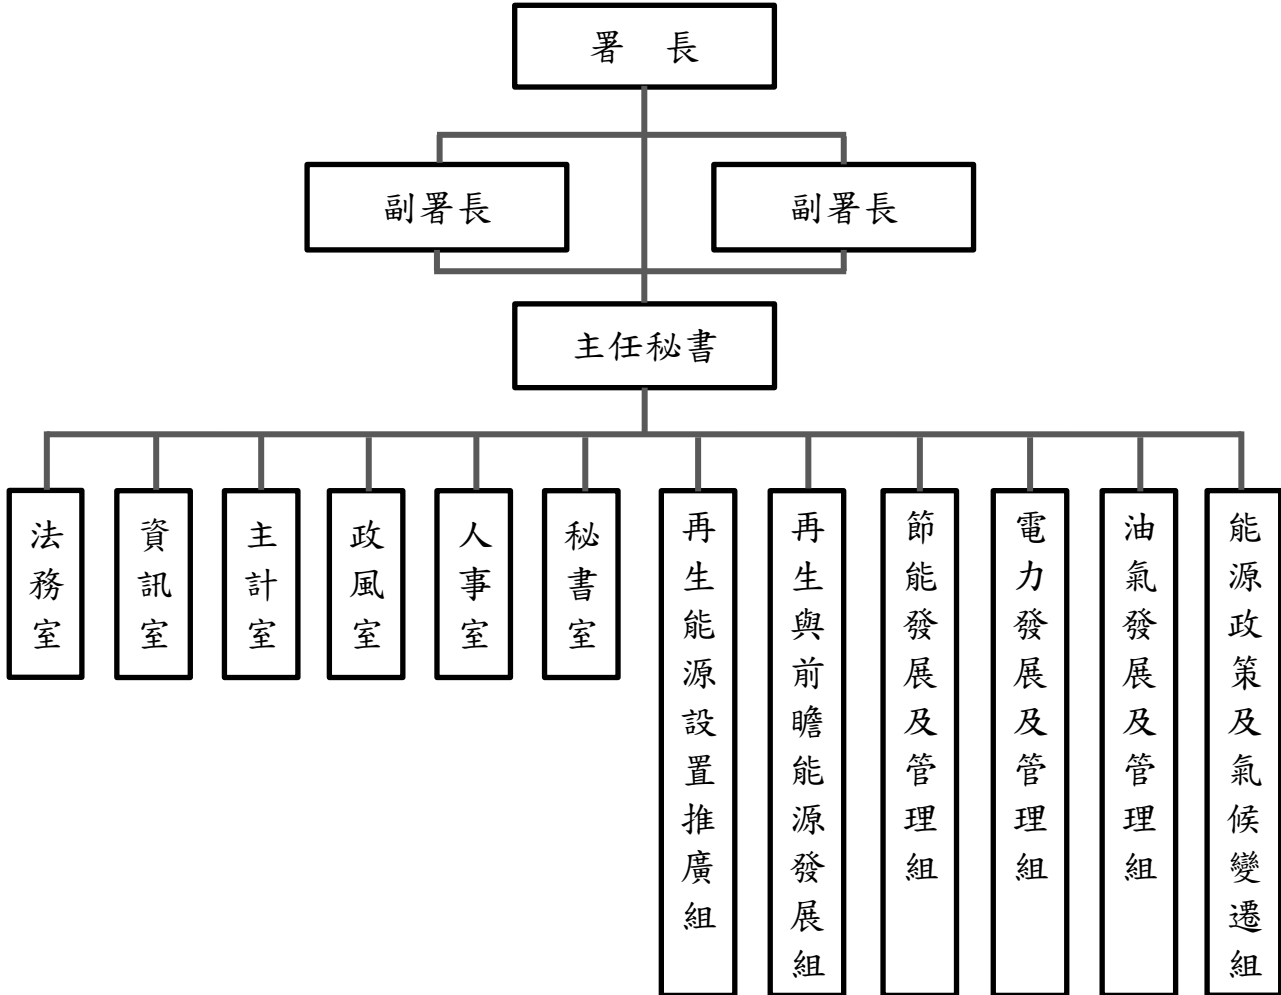 署 長
副署長
副署長
主任秘書
法務室
資訊室
主計室
政風室
人事室
秘書室
再生能源設置推廣組
再生與前瞻能源發展組
節能發展及管理組
電力發展及管理組
油氣發展及管理組
能源政策及氣候變遷組